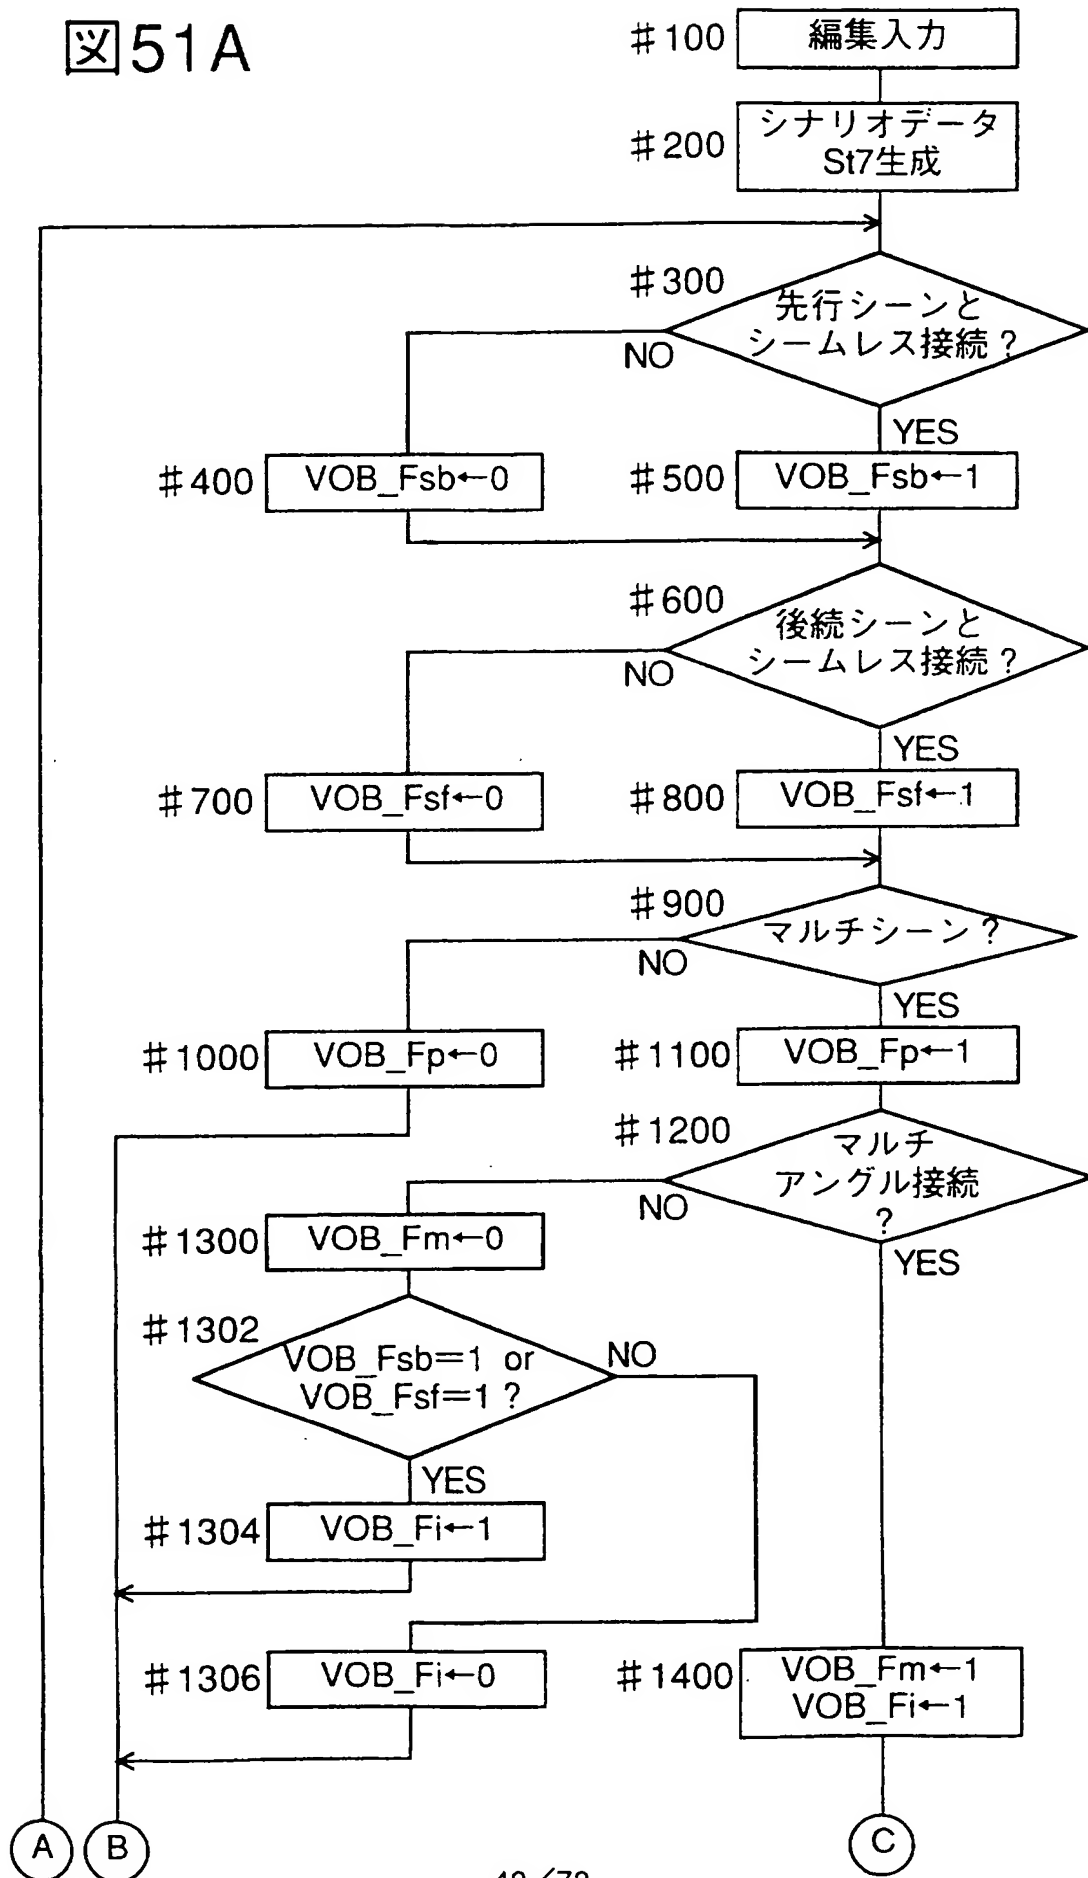 図51A
#100
編集入力
#200
シナリオデータ
St7生成
#300
先行シーンと
シームレス接続?
NO
YES
#400
VOB_Fsb←0
#500
VOB_Fsb←1
#600
後続シーンと
シームレス接続?
NO
YES
#700
VOB_Fsf←0
#800
VOB_Fsf←1
#900
マルチシーン?
NO
YES
#1000
VOB_Fp←0
#1100
VOB_Fp←1
#1200
マルチ
アングル接続
?
NO
YES
#1300
VOB_Fm←0
#1302
VOB_Fsb=1 or
VOB_Fsf=1 ?
NO
YES
#1304
VOB_Fi←1
#1306
VOB_Fi←0
#1400
VOB_Fm←1
VOB_Fi←1
A
B
C